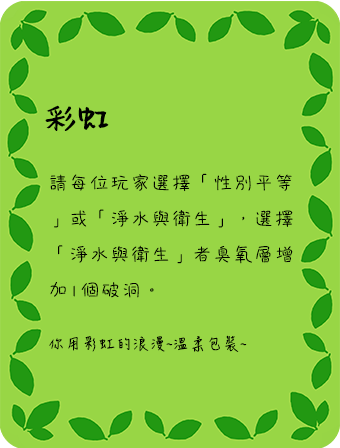 彩虹
請每位玩家選擇「性別平等
」或「淨水與衛生」，選擇
「淨水與衛生」者臭氧層增
加1個破洞。
你用彩虹的浪漫~溫柔包裝~